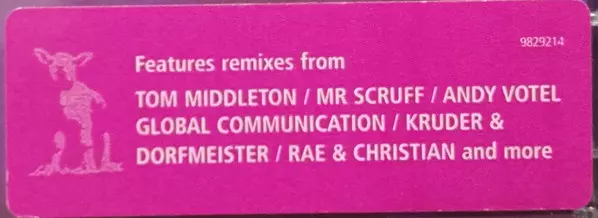 9829214
Features remixes from
TOM MIDDLETON / MR SCRUFF / ANDY VOTEL
GLOBAL COMMUNICATION / KRUDER &
DORFMEISTER / RAE & CHRISTIAN and more